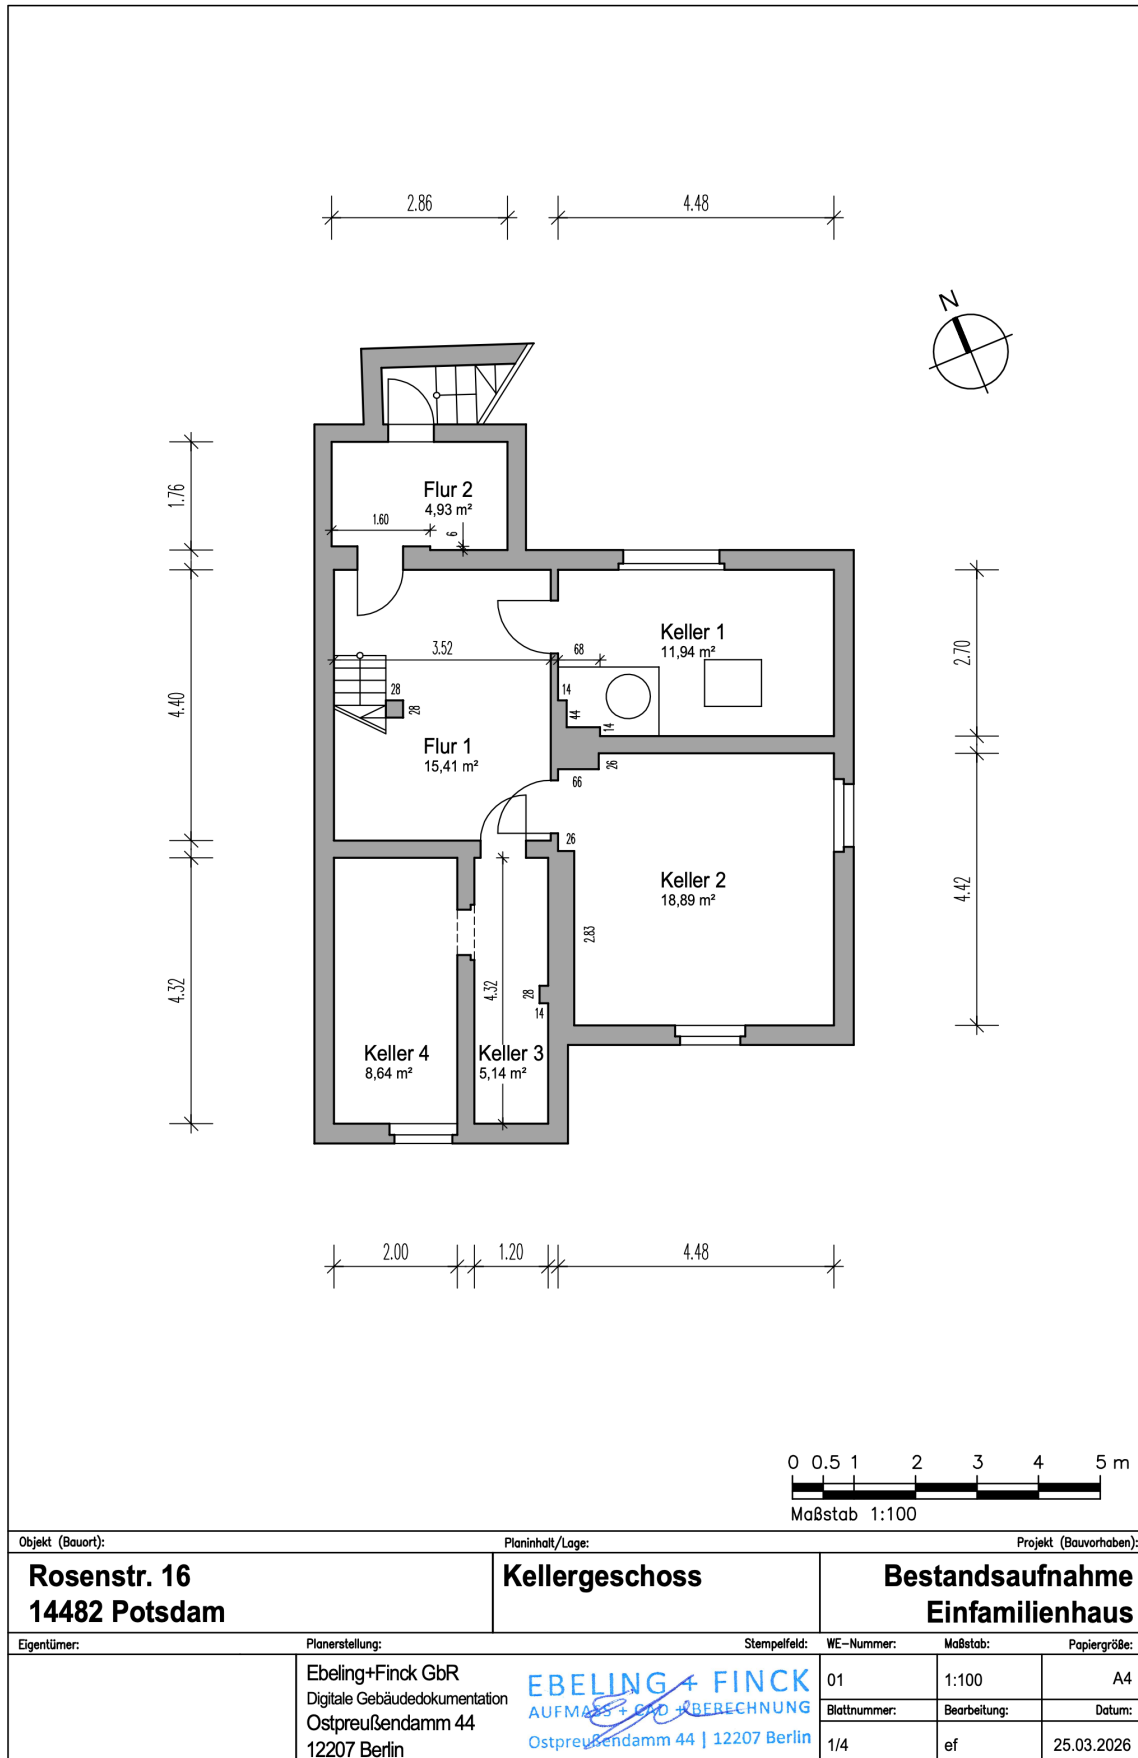 2.86
4.48
N
1.76
Flur 2
4,93 m²
1.60
6
Keller 1
11,94 m²
2.70
3.52
68
28
28
14
44
14
4.40
Flur 1
15,41 m²
26
66
26
Keller 2
18,89 m²
4.42
2.83
4.32
4.32
28
14
Keller 4
8,64 m²
Keller 3
5,14 m²
2.00
1.20
4.48
0 0.5 1 2 3 4 5 m
Maßstab 1:100
Objekt (Bauort):
Rosenstr. 16
14482 Potsdam
Planinhalt/Lage:
Kellergeschoss
Projekt (Bauvorhaben):
Bestandsaufnahme
Einfamilienhaus
Eigentümer:
Planerstellung:
Ebeling+Finck GbR
Digitale Gebäudedokumentation
Ostpreußendamm 44
12207 Berlin
Stempelfeld:
EBELING + FINCK
AUFMASS + CAD + BERECHNUNG
Ostpreußendamm 44 | 12207 Berlin
WE-Nummer:
01
Maßstab:
1:100
Papiergröße:
A4
Blattnummer:
1/4
Bearbeitung:
ef
Datum:
25.03.2026